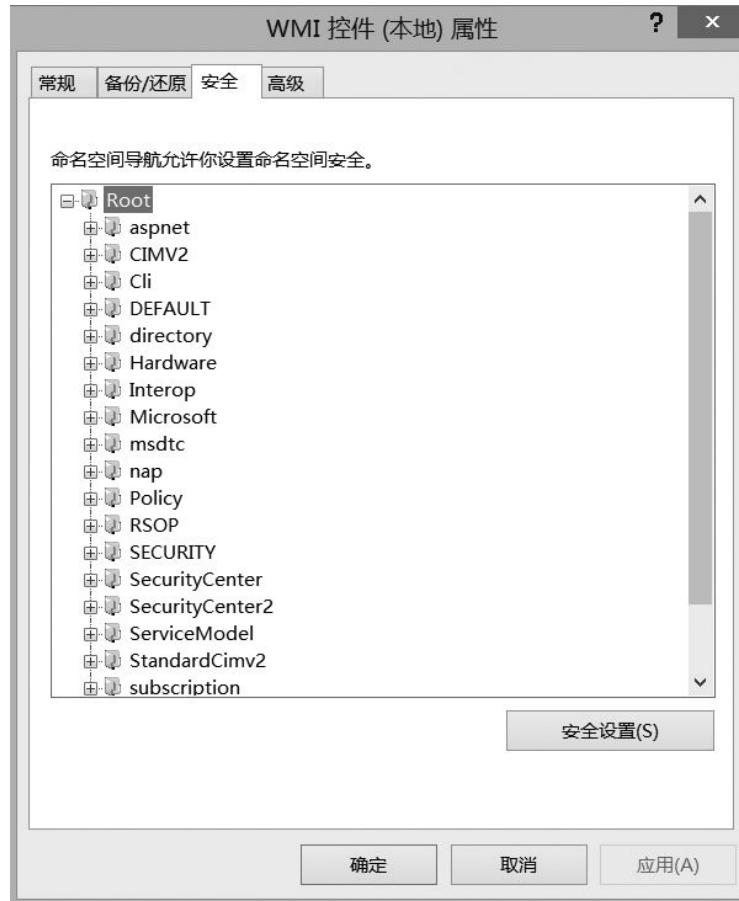 WMI 控件 (本地) 属性
? x
常规 备份/还原 安全 高级
命名空间导航允许你设置命名空间安全。
Root
aspnet
CIMV2
Cli
DEFAULT
directory
Hardware
Interop
Microsoft
msdtc
nap
Policy
RSOP
SECURITY
SecurityCenter
SecurityCenter2
ServiceModel
StandardCimv2
subscription
安全设置(S)
确定 取消 应用(A)